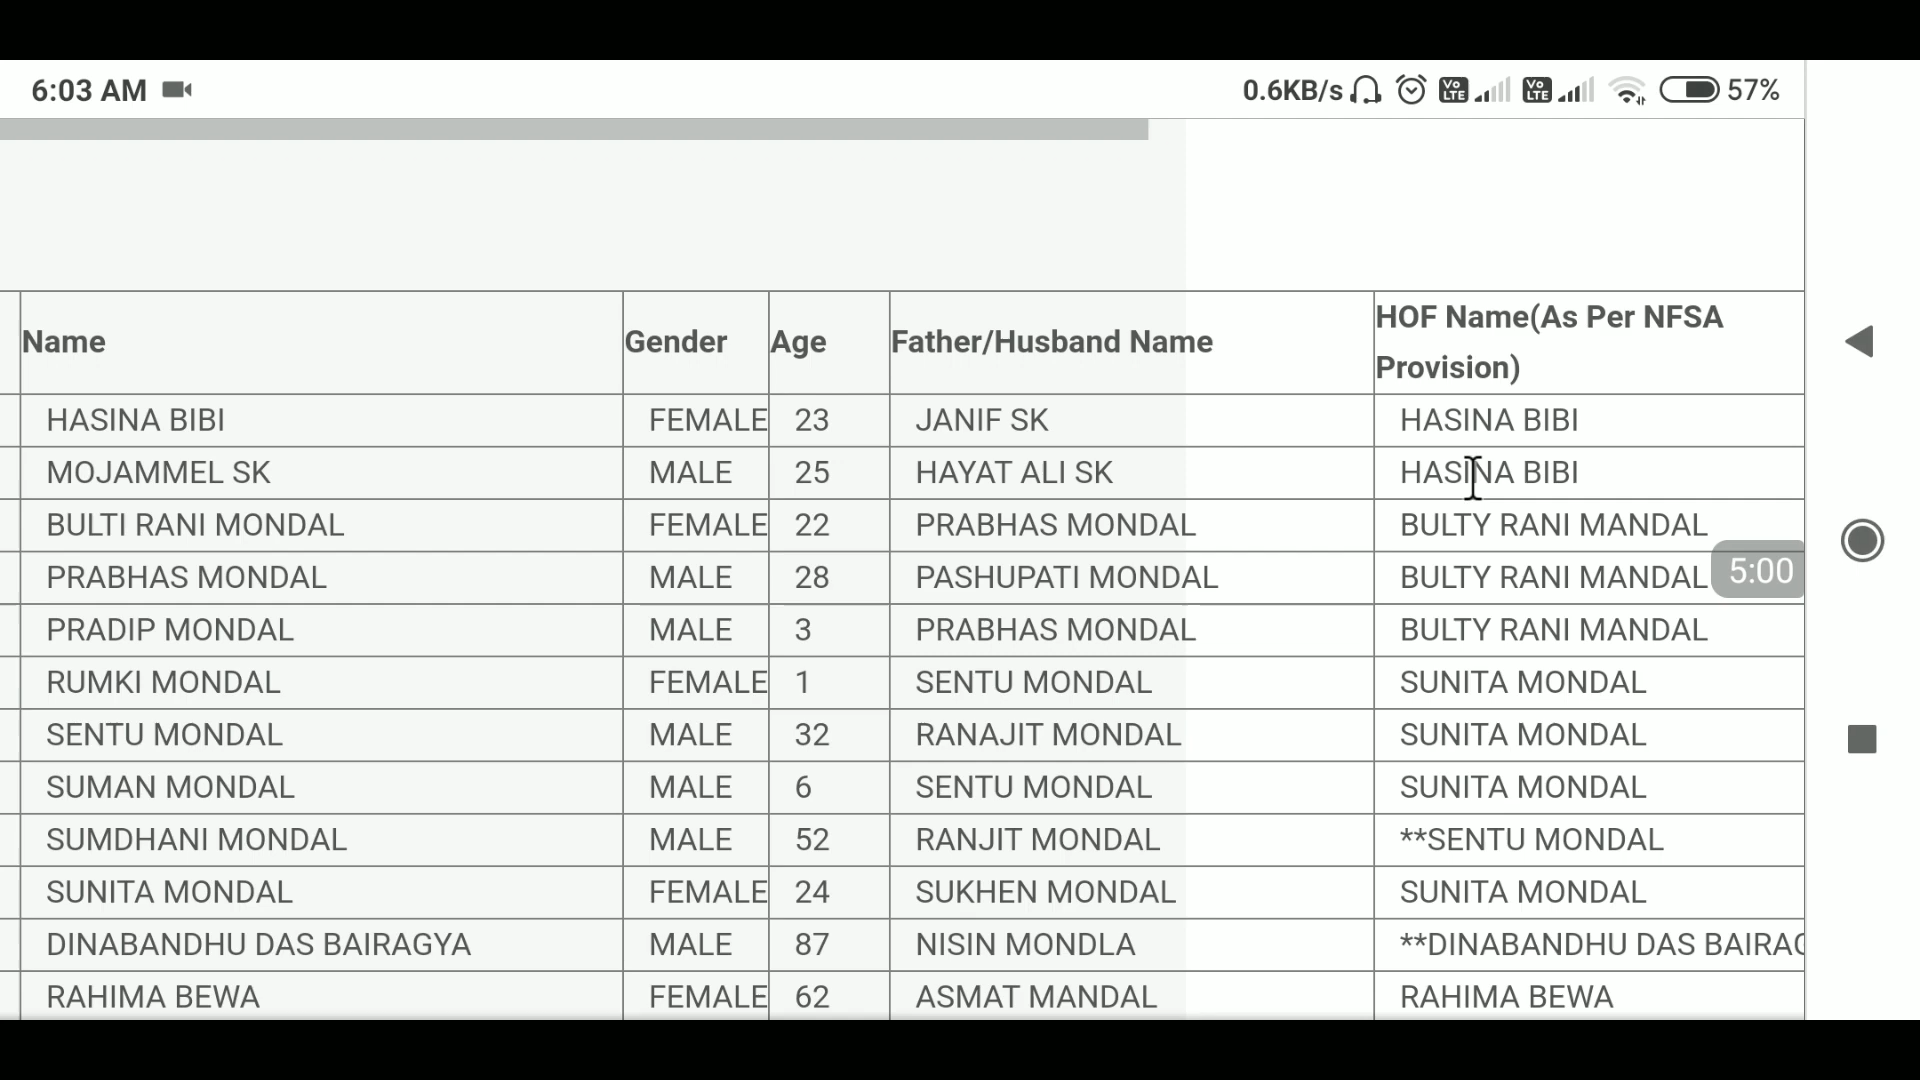 6:03 AM 0.6KB/s Vo LTE Vo LTE 57%
Name Gender Age Father/Husband Name HOF Name(As Per NFSA Provision)
HASINA BIBI FEMALE 23 JANIF SK HASINA BIBI
MOJAMMEL SK MALE 25 HAYAT ALI SK HASINA BIBI
BULTI RANI MONDAL FEMALE 22 PRABHAS MONDAL BULTY RANI MANDAL
PRABHAS MONDAL MALE 28 PASHUPATI MONDAL BULTY RANI MANDAL
5:00
PRADIP MONDAL MALE 3 PRABHAS MONDAL BULTY RANI MANDAL
RUMKI MONDAL FEMALE 1 SENTU MONDAL SUNITA MONDAL
SENTU MONDAL MALE 32 RANAJIT MONDAL SUNITA MONDAL
SUMAN MONDAL MALE 6 SENTU MONDAL SUNITA MONDAL
SUMDHANI MONDAL MALE 52 RANJIT MONDAL **SENTU MONDAL
SUNITA MONDAL FEMALE 24 SUKHEN MONDAL SUNITA MONDAL
DINABANDHU DAS BAIRAGYA MALE 87 NISIN MONDLA **DINABANDHU DAS
RAHIMA BEWA FEMALE 62 ASMAT MANDAL RAHIMA BEWA